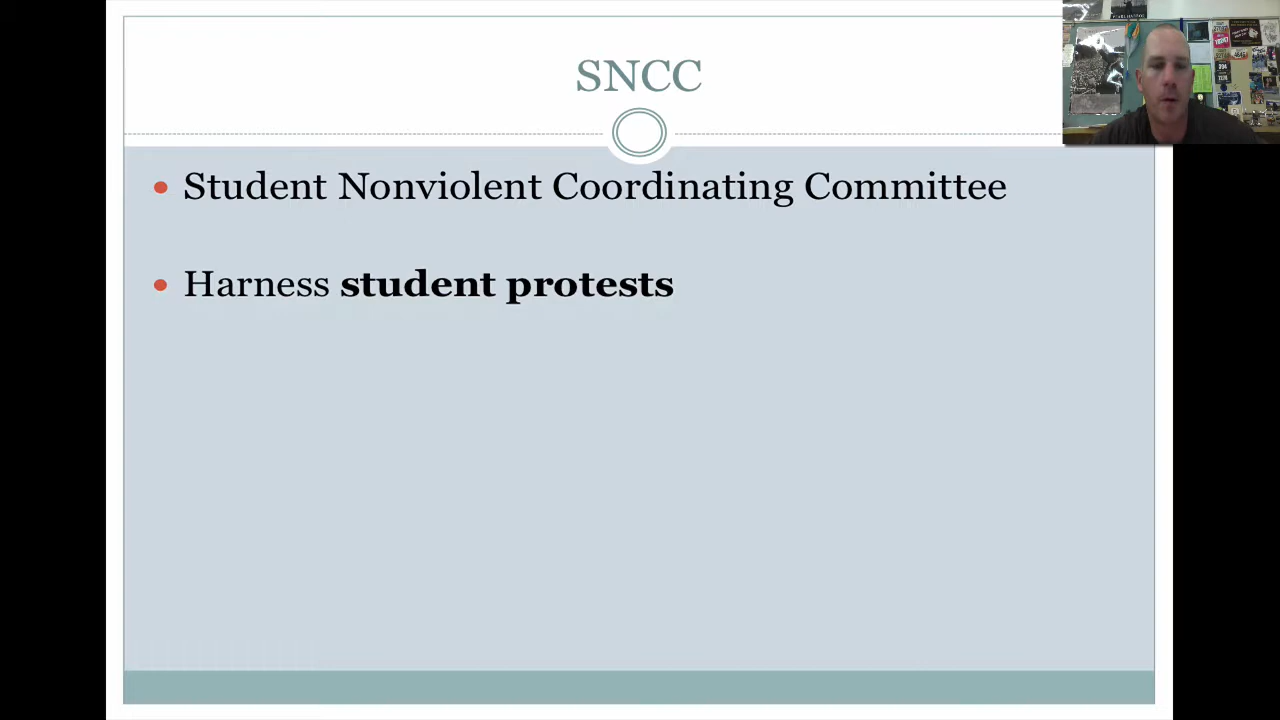 SNCC
Student Nonviolent Coordinating Committee
Harness student protests